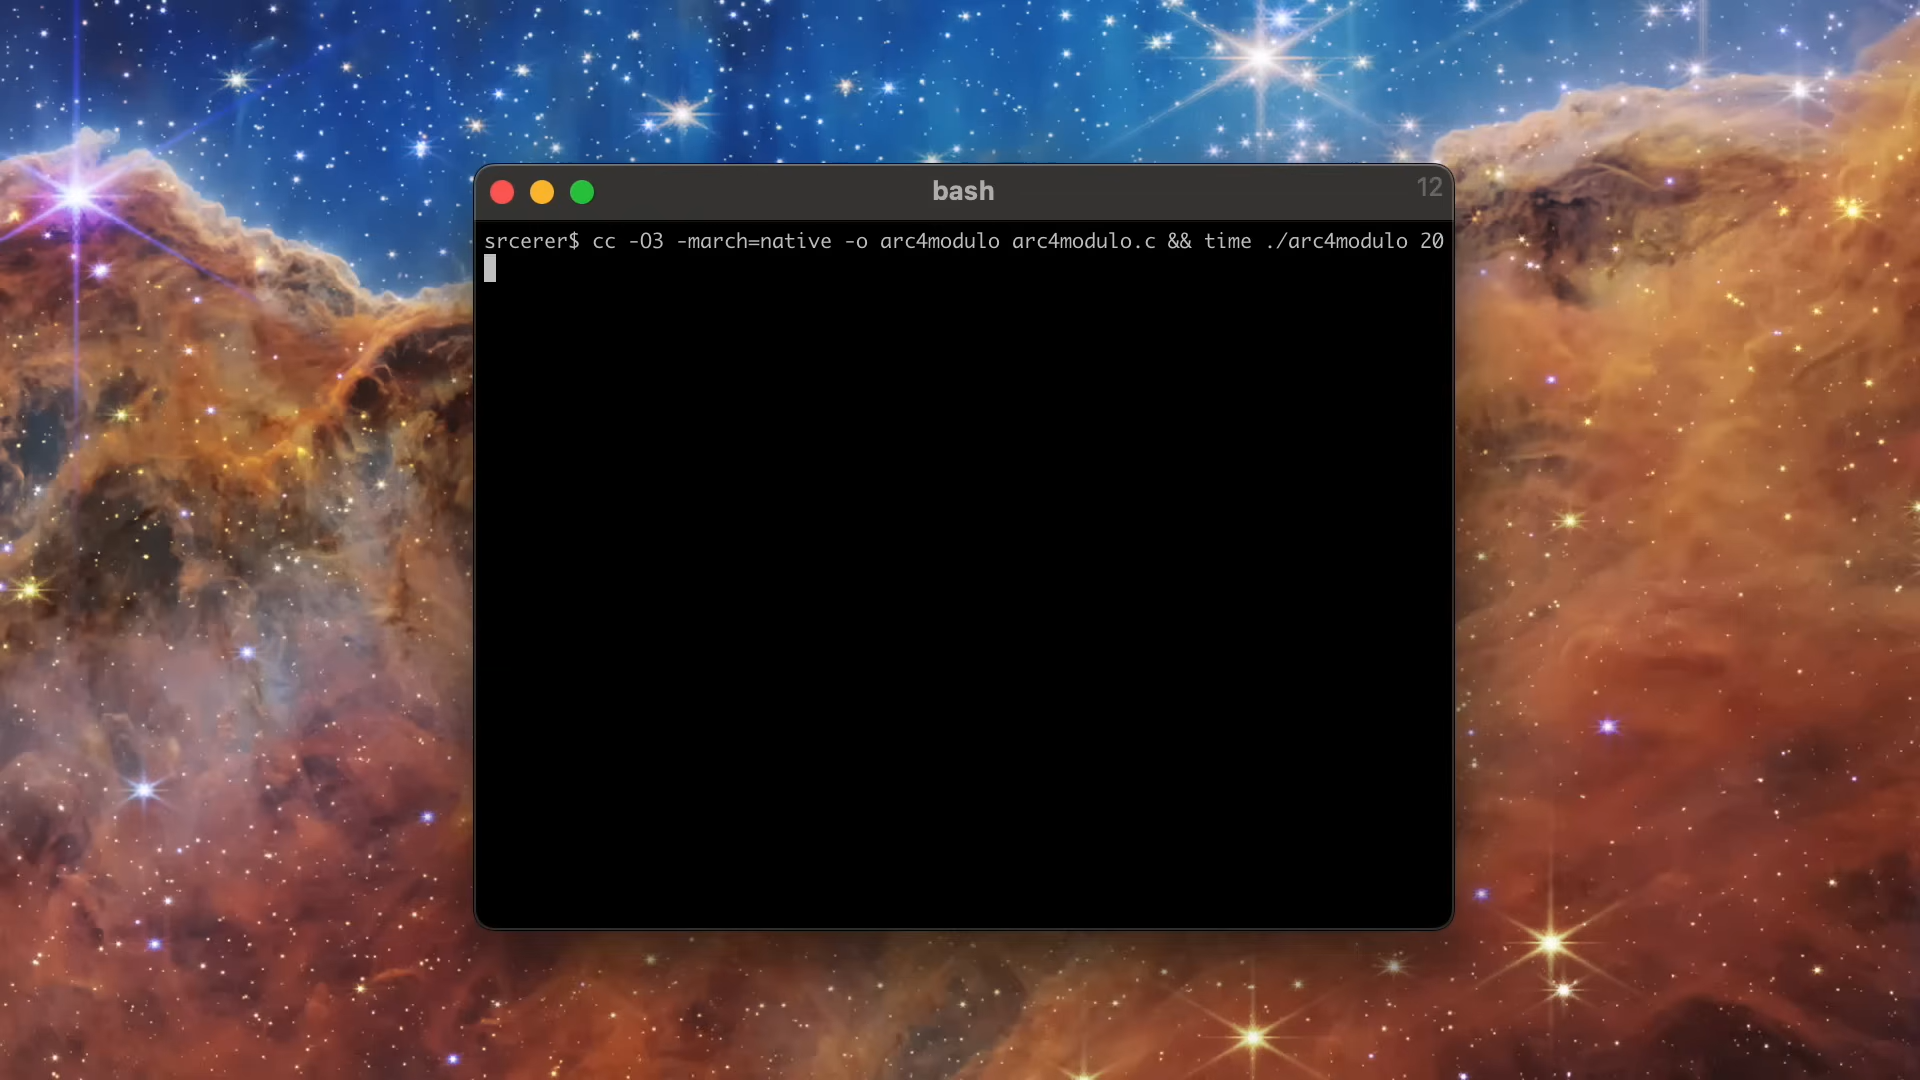 bash
12
srcerer$ cc -O3 -march=native -o arc4modulo arc4modulo.c && time ./arc4modulo 20